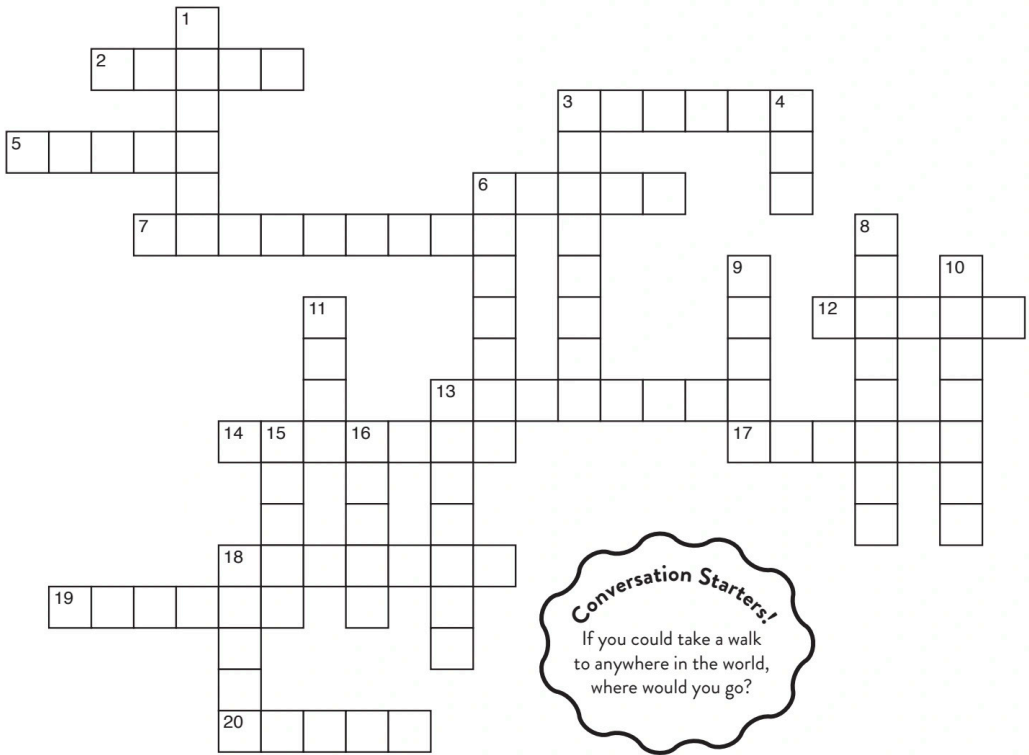 1
2
3 4
5
6
7 8
9 10
11 12
13
14 15 16 17
18
19
20
Conversation Starters!
If you could take a walk
to anywhere in the world,
where would you go?